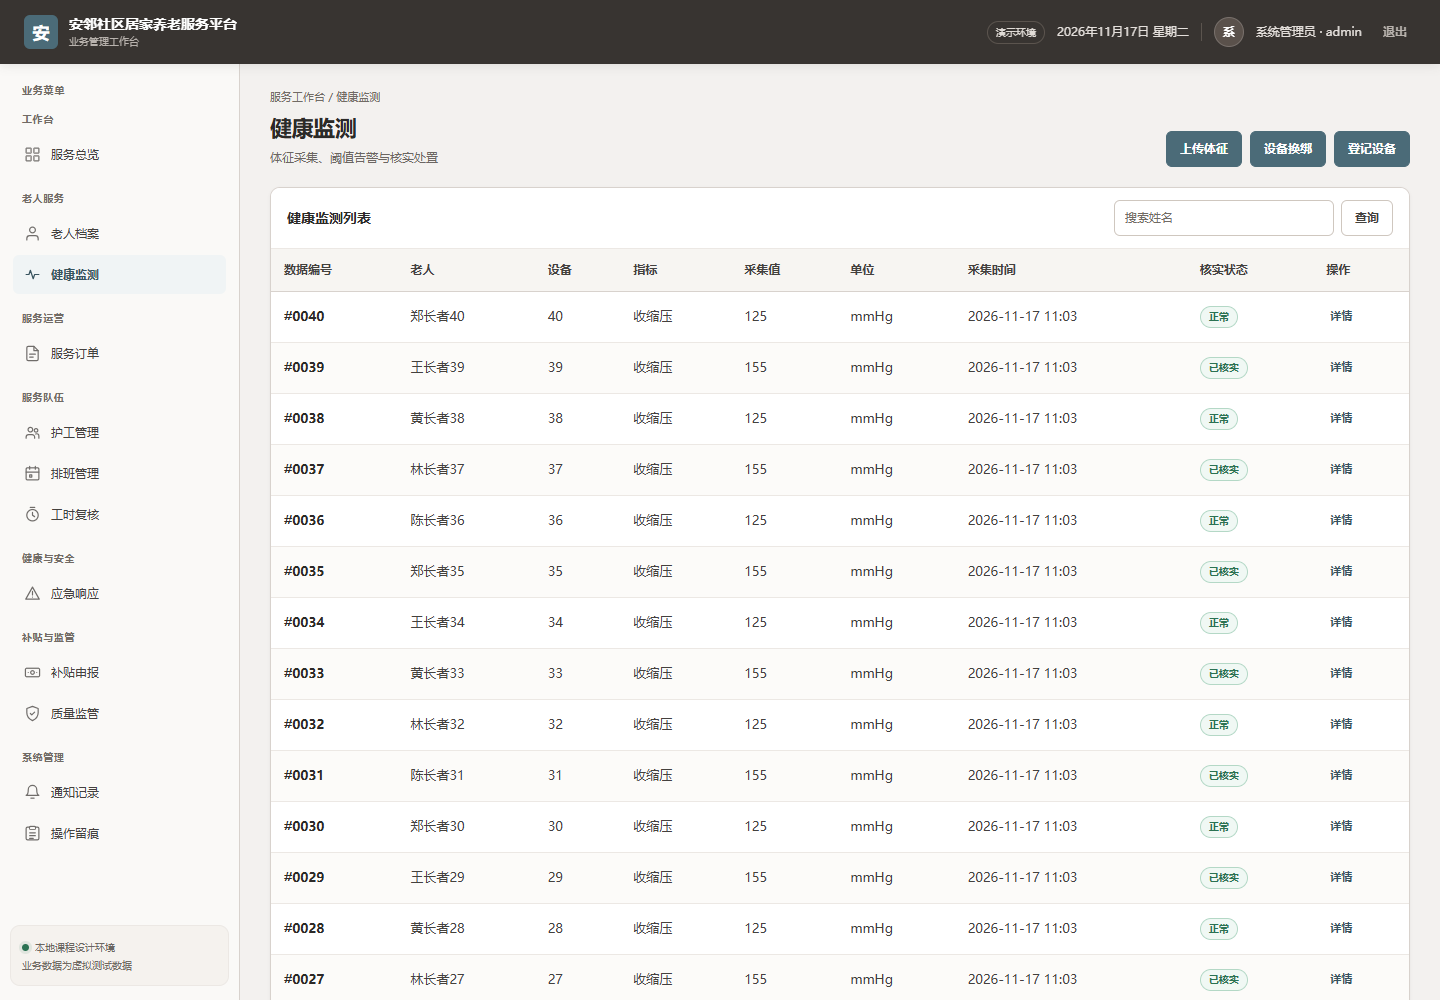 安
安邻社区居家养老服务平台
业务管理工作台
演示环境
2026年11月17日 星期二
系
系统管理员 · admin
退出
业务菜单
工作台
服务总览
老人服务
老人档案
健康监测
服务运营
服务订单
服务队伍
护工管理
排班管理
工时复核
健康与安全
应急响应
补贴与监管
补贴申报
质量监管
系统管理
通知记录
操作留痕
本地课程设计环境
业务数据为虚拟测试数据
服务工作台 / 健康监测
健康监测
体征采集、阈值告警与核实处置
上传体征
设备换绑
登记设备
健康监测列表
搜索姓名
查询
数据编号 老人 设备 指标 采集值 单位 采集时间 核实状态 操作
#0040 郑长者40 40 收缩压 125 mmHg 2026-11-17 11:03 正常 详情
#0039 王长者39 39 收缩压 155 mmHg 2026-11-17 11:03 已核实 详情
#0038 黄长者38 38 收缩压 125 mmHg 2026-11-17 11:03 正常 详情
#0037 林长者37 37 收缩压 155 mmHg 2026-11-17 11:03 已核实 详情
#0036 陈长者36 36 收缩压 125 mmHg 2026-11-17 11:03 正常 详情
#0035 郑长者35 35 收缩压 155 mmHg 2026-11-17 11:03 已核实 详情
#0034 王长者34 34 收缩压 125 mmHg 2026-11-17 11:03 正常 详情
#0033 黄长者33 33 收缩压 155 mmHg 2026-11-17 11:03 已核实 详情
#0032 林长者32 32 收缩压 125 mmHg 2026-11-17 11:03 正常 详情
#0031 陈长者31 31 收缩压 155 mmHg 2026-11-17 11:03 已核实 详情
#0030 郑长者30 30 收缩压 125 mmHg 2026-11-17 11:03 正常 详情
#0029 王长者29 29 收缩压 155 mmHg 2026-11-17 11:03 已核实 详情
#0028 黄长者28 28 收缩压 125 mmHg 2026-11-17 11:03 正常 详情
#0027 林长者27 27 收缩压 155 mmHg 2026-11-17 11:03 已核实 详情